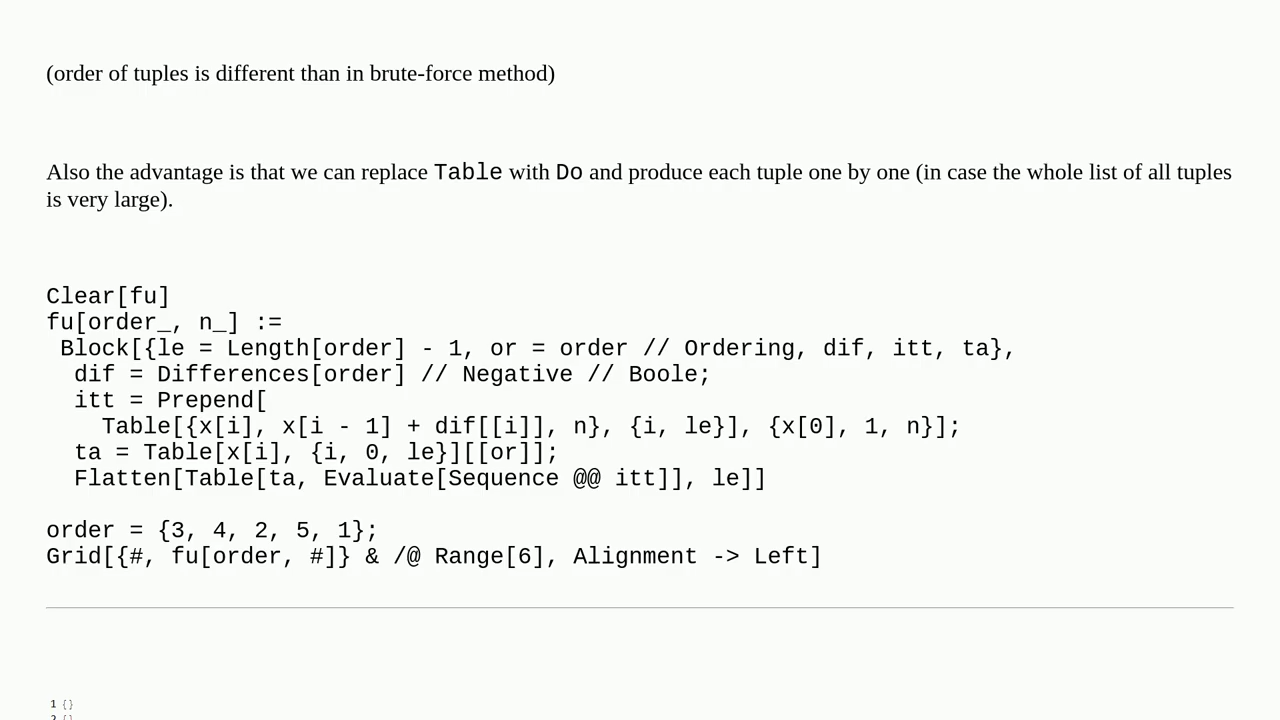 (order of tuples is different than in brute-force method)
Also the advantage is that we can replace Table with Do and produce each tuple one by one (in case the whole list of all tuples
is very large).
Clear[fu]
fu[order_, n_] :=
 Block[{le = Length[order] - 1, or = order // Ordering, dif, itt, ta},
  dif = Differences[order] // Negative // Boole;
  itt = Prepend[
    Table[{x[i], x[i - 1] + dif[[i]], n}, {i, le}], {x[0], 1, n}];
  ta = Table[x[i], {i, 0, le}][[or]];
  Flatten[Table[ta, Evaluate[Sequence @@ itt]], le]]
order = {3, 4, 2, 5, 1};
Grid[{#, fu[order, #]} & /@ Range[6], Alignment -> Left]
1 {}
2 {}